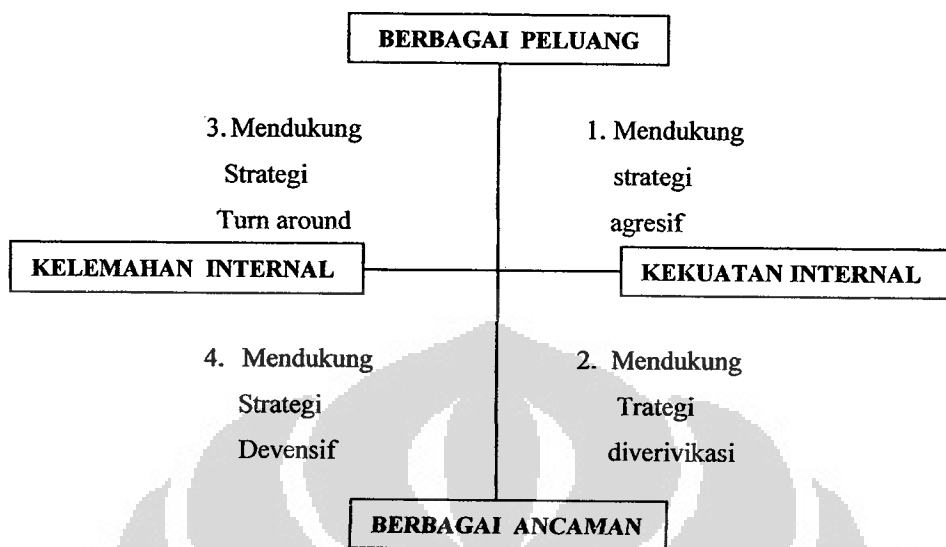 BERBAGAI PELUANG
3. Mendukung
Strategi
Turn around
1. Mendukung
strategi
agresif
KELEMAHAN INTERNAL
KEKUATAN INTERNAL
4. Mendukung
Strategi
Devensif
2. Mendukung
Trategi
diverivikasi
BERBAGAI ANCAMAN